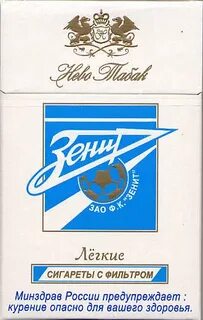 Нево Табак
Зенит
ЗАО Ф.К. "ЗЕНИТ"
Лёгкие
СИГАРЕТЫ С ФИЛЬТРОМ
Минздрав России предупреждает :
курение опасно для вашего здоровья.